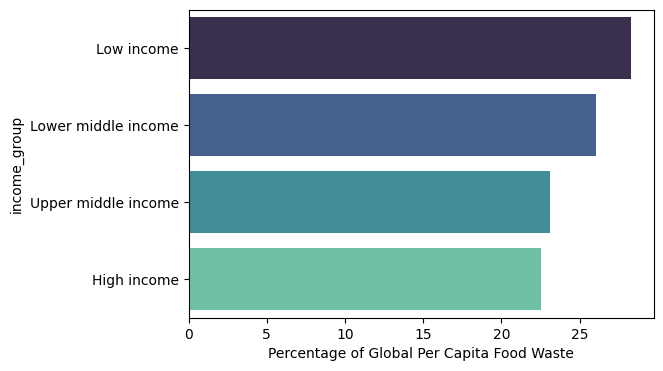 Low income
Lower middle income
Upper middle income
High income
income_group
0 5 10 15 20 25
Percentage of Global Per Capita Food Waste